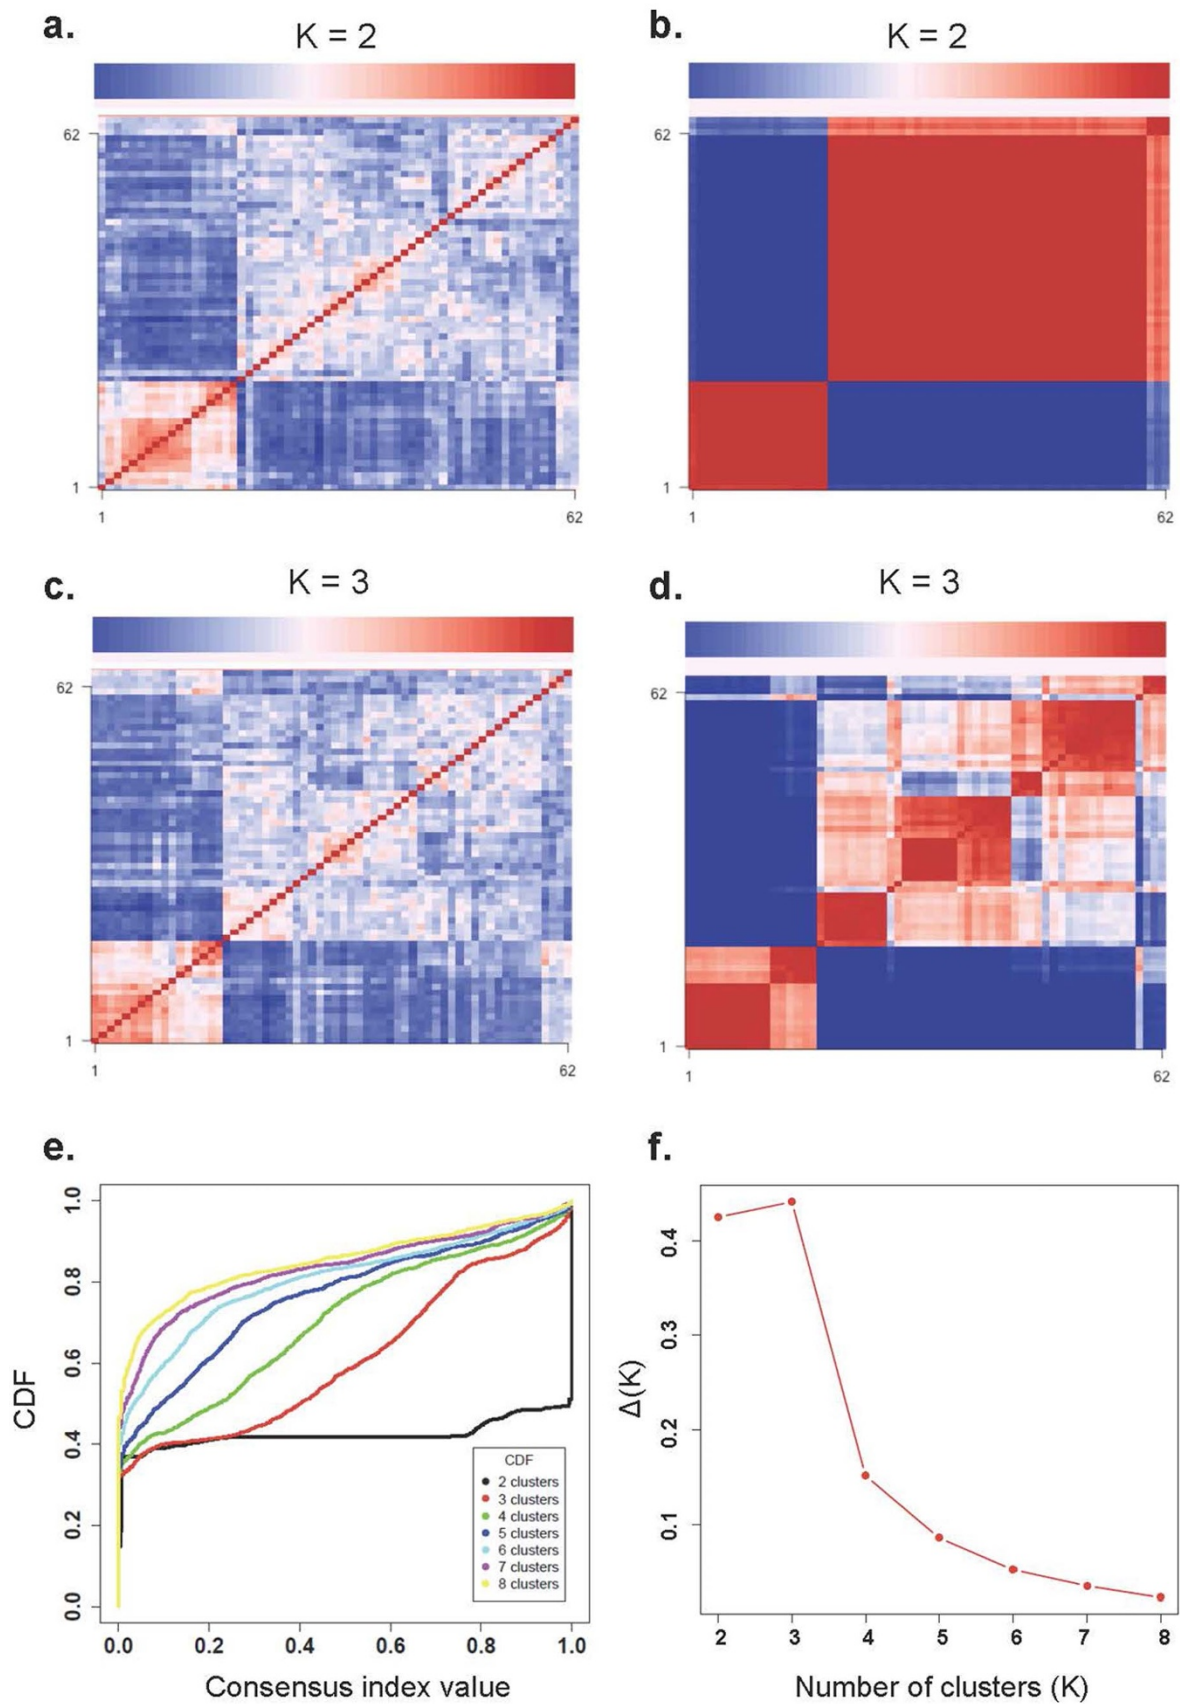 a.
K = 2
62
1
1
62
b.
K = 2
62
1
1
62
c.
K = 3
62
1
1
62
d.
K = 3
62
1
1
62
e.
CDF
1.0
0.8
0.6
0.4
0.2
0.0
CDF
2 clusters
3 clusters
4 clusters
5 clusters
6 clusters
7 clusters
8 clusters
0.0 0.2 0.4 0.6 0.8 1.0
Consensus index value
f.
Δ(K)
0.4
0.3
0.2
0.1
2 3 4 5 6 7 8
Number of clusters (K)